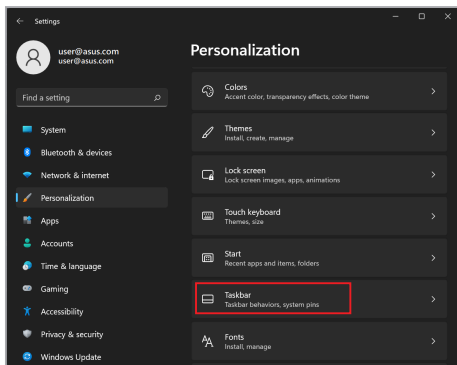 Settings
user@asus.com
user@asus.com
Find a setting
System
Bluetooth & devices
Network & internet
Personalization
Apps
Accounts
Time & language
Gaming
Accessibility
Privacy & security
Windows Update
Personalization
Colors
Accent color, transparency effects, color theme
Themes
Install, create, manage
Lock screen
Lock screen images, apps, animations
Touch keyboard
Themes, size
Start
Recent apps and items, folders
Taskbar
Taskbar behaviors, system pins
Fonts
Install, manage